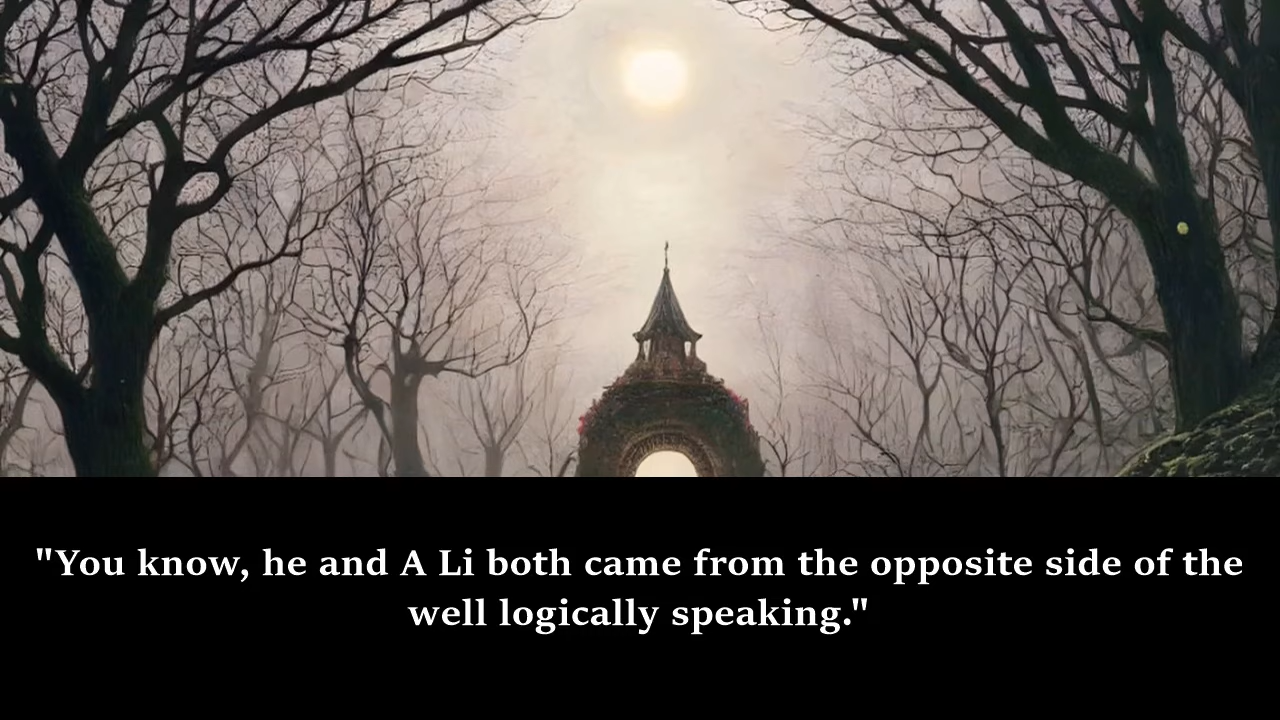 "You know, he and A Li both came from the opposite side of the
well logically speaking."